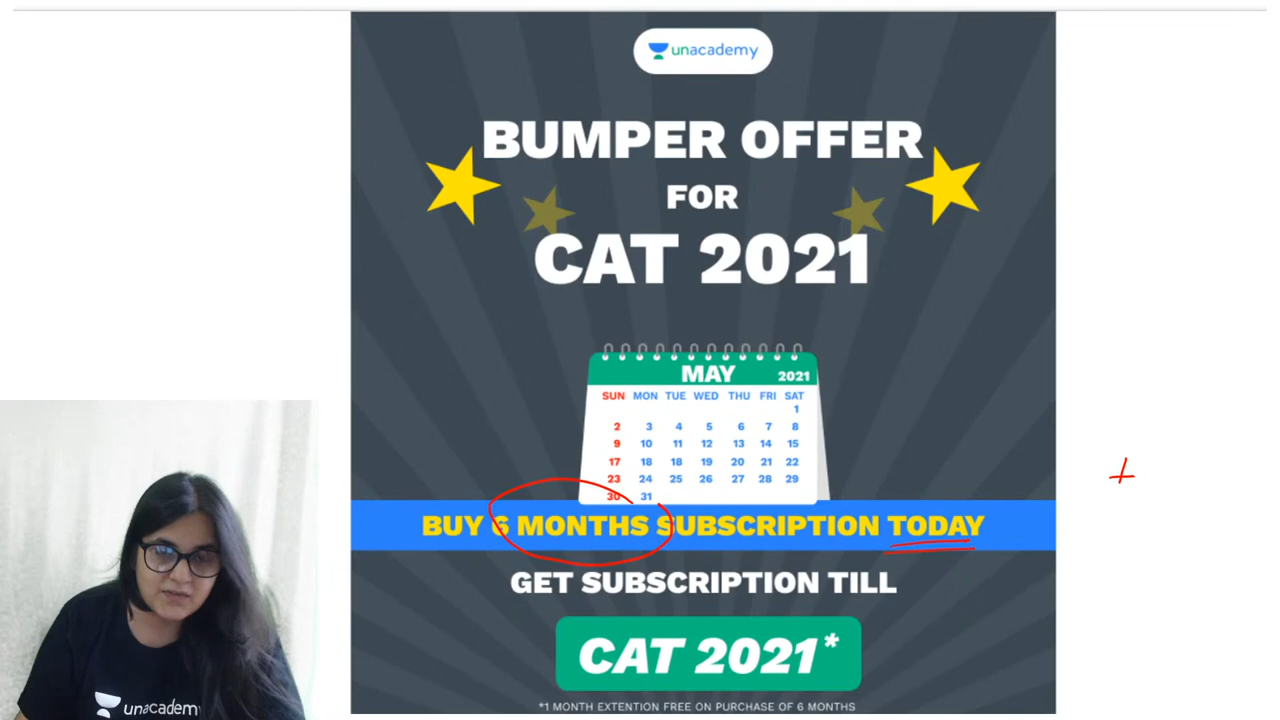 unacademy
BUMPER OFFER
FOR
CAT 2021
MAY 2021
SUN MON TUE WED THU FRI SAT
1
2 3 4 5 6 7 8
9 10 11 12 13 14 15
17 18 18 19 20 21 22
23 24 25 26 27 28 29
30 31
BUY 6 MONTHS SUBSCRIPTION TODAY
GET SUBSCRIPTION TILL
CAT 2021*
*1 MONTH EXTENTION FREE ON PURCHASE OF 6 MONTHS
+
unacademy